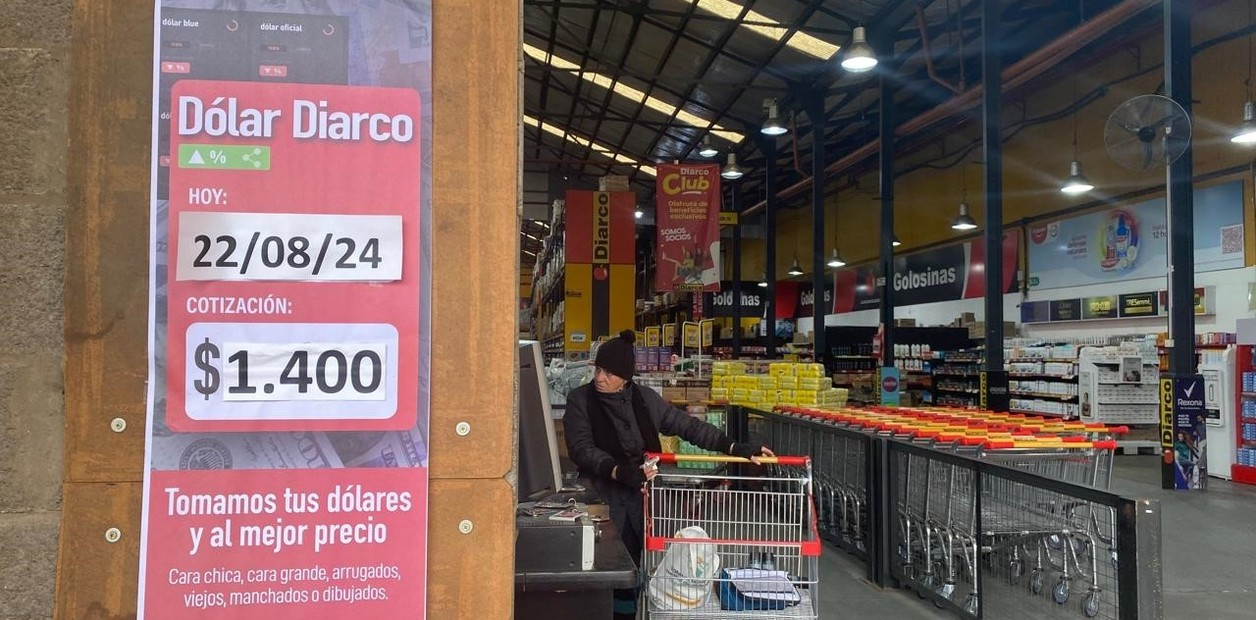 dólar blue
dólar oficial
Dólar Diarco
▲ %
HOY:
22/08/24
COTIZACIÓN:
$1.400
Tomamos tus dólares
y al mejor precio
Cara chica, cara grande, arrugados,
viejos, manchados o dibujados.
Diarco
Club
Disfrutá de
beneficios
exclusivos
SOMOS
SOCIOS
Diarco
Diarco
Golosinas
Golosinas
Golosinas
Diarco
Rexona